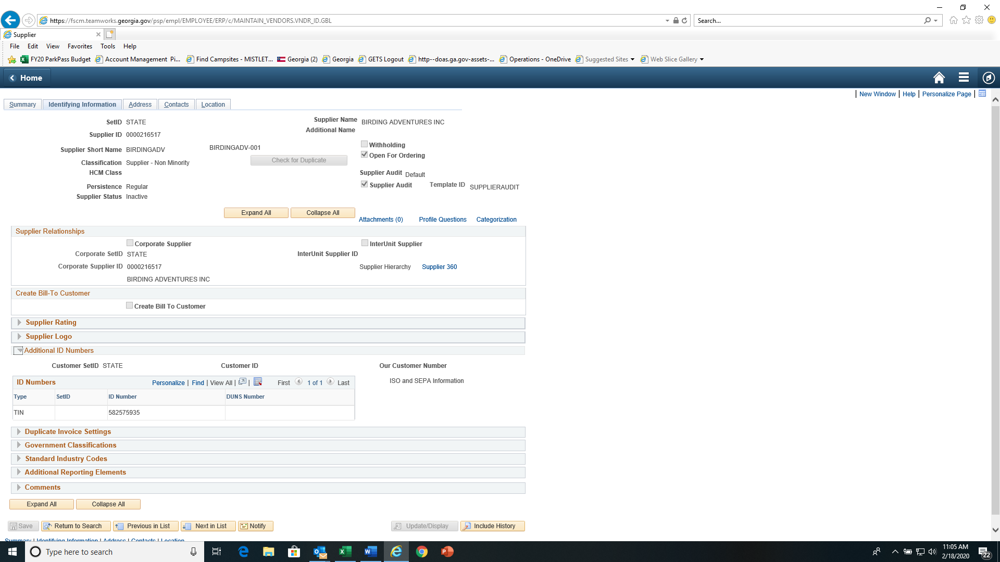 https://fscm.teamworks.georgia.gov/psp/empl/EMPLOYEE/ERP/c/MAINTAIN_VENDORS.VNDR_ID.GBL
Search...
Supplier
File Edit View Favorites Tools Help
FY20 ParkPass Budget Account Management Pi... Find Campsites - MISTLET... Georgia (2) Georgia GETS Logout http--doas.ga.gov-assets-... Operations - OneDrive Suggested Sites Web Slice Gallery
Home
New Window | Help | Personalize Page |
Summary Identifying Information Address Contacts Location
SetID STATE Supplier Name BIRDING ADVENTURES INC
Additional Name
Supplier ID 0000216517
Withholding
Supplier Short Name BIRDINGADV BIRDINGADV-001
Open For Ordering
Classification Supplier - Non Minority Check for Duplicate
HCM Class Supplier Audit Default
Persistence Regular Supplier Audit Template ID SUPPLIERAUDIT
Supplier Status Inactive
Expand All Collapse All
Attachments (0) Profile Questions Categorization
Supplier Relationships
Corporate Supplier InterUnit Supplier
Corporate SetID STATE InterUnit Supplier ID
Corporate Supplier ID 0000216517 Supplier Hierarchy Supplier 360
BIRDING ADVENTURES INC
Create Bill-To Customer
Create Bill To Customer
Supplier Rating
Supplier Logo
Additional ID Numbers
Customer SetID STATE Customer ID Our Customer Number
ID Numbers Personalize | Find | View All | | First 1 of 1 Last
ISO and SEPA Information
Type SetID ID Number DUNS Number
TIN 582575935
Duplicate Invoice Settings
Government Classifications
Standard Industry Codes
Additional Reporting Elements
Comments
Expand All Collapse All
Save Return to Search Previous in List Next in List Notify Update/Display Include History
Summary | Identifying Information | Address | Contacts | Location
Type here to search
11:05 AM
2/18/2020
22